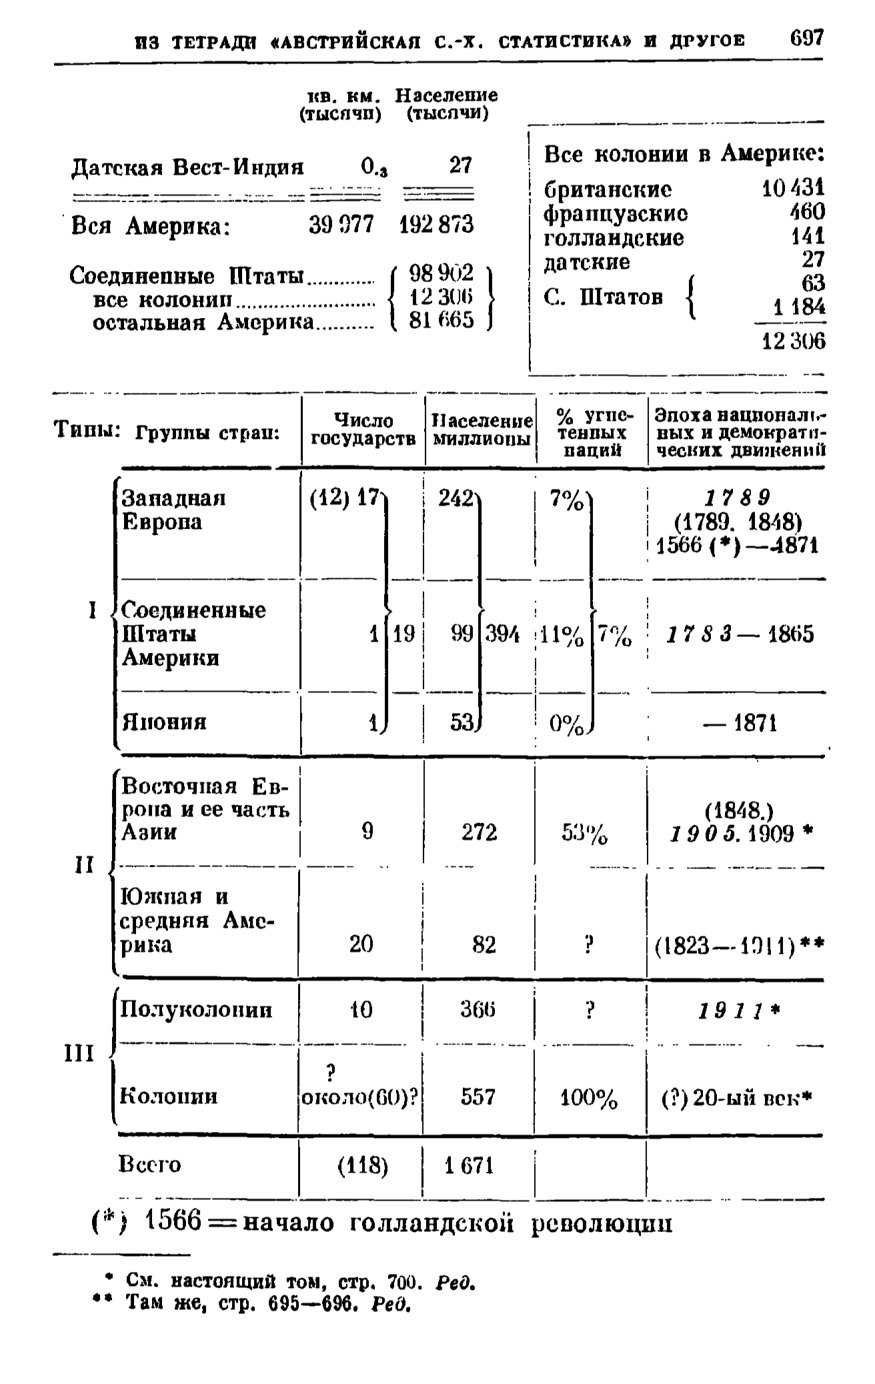 ИЗ ТЕТРАДИ «АВСТРИЙСКАЯ С.-Х. СТАТИСТИКА» И ДРУГОЕ 697
кв. км. Население
(тысячи) (тысячи)
Датская Вест-Индия 0.₃ 27
Вся Америка: 39 977 192 873
Соединенные Штаты............ { 98 902 }
все колонии........................ { 12 306 }
остальная Америка.......... { 81 665 }
Все колонии в Америке:
британские 10 431
французские 460
голландские 141
датские 27
С. Штатов { 63
1 184
12 306
Типы: Группы стран: Число государств Население миллионы % угнетенных наций Эпоха национальных и демократических движений
I Западная (12) 17 242 7% 1789
Европа (1789. 1848)
1566 (*)—1871
Соединенные
Штаты 1 19 99 394 11% 7% 1783—1865
Америки
Япония 1 53 0% — 1871
II Восточная Ев-
ропа и ее часть (1848.)
Азии 9 272 53% 1905. 1909 *
Южная и
средняя Аме-
рика 20 82 ? (1823—1911)**
III Полуколонии 10 366 ? 1911*
?
Колонии около(60)? 557 100% (?) 20-ый век*
Всего (118) 1 671
(*) 1566 = начало голландской революции
* См. настоящий том, стр. 700. Ред.
** Там же, стр. 695—696. Ред.